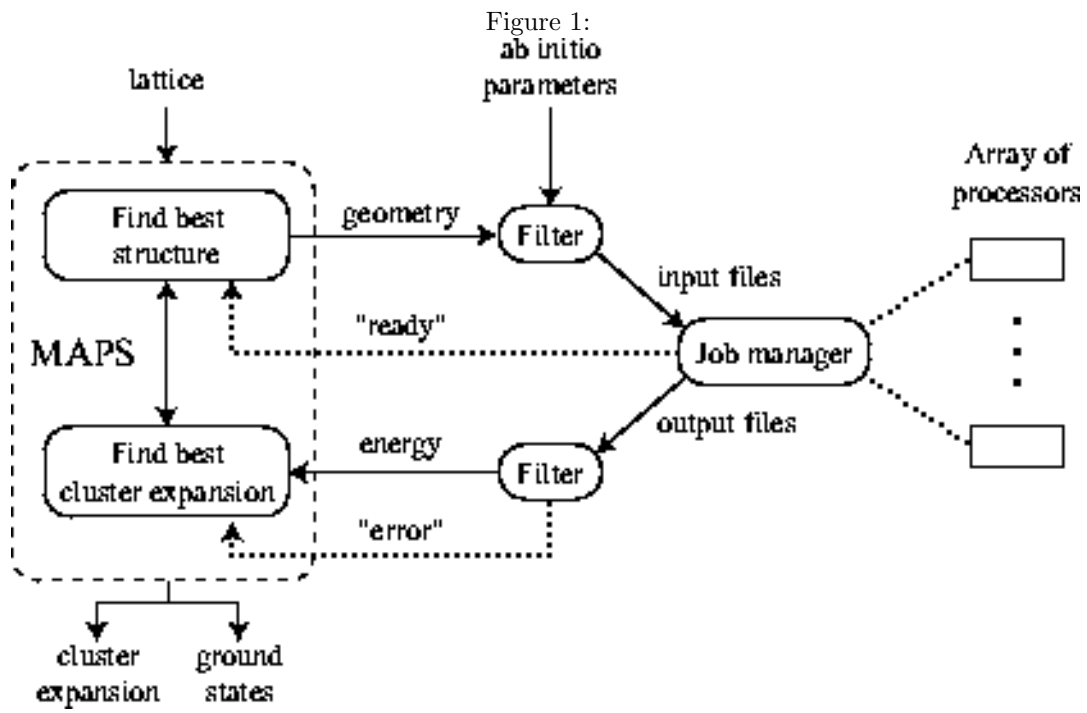 Figure 1:
ab initio
parameters
lattice
Array of
processors
Find best
structure
geometry
Filter
input files
"ready"
MAPS
Job manager
output files
Find best
cluster expansion
energy
Filter
"error"
cluster
expansion
ground
states